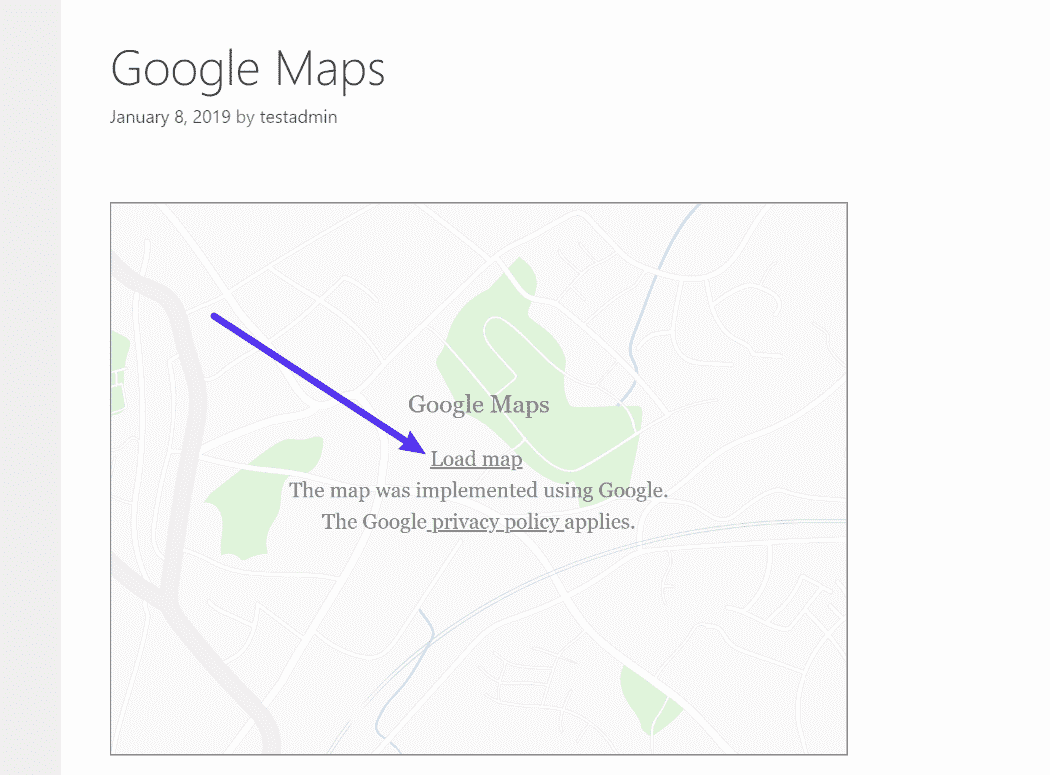 Google Maps
January 8, 2019 by testadmin
Google Maps
Load map
The map was implemented using Google.
The Google privacy policy applies.